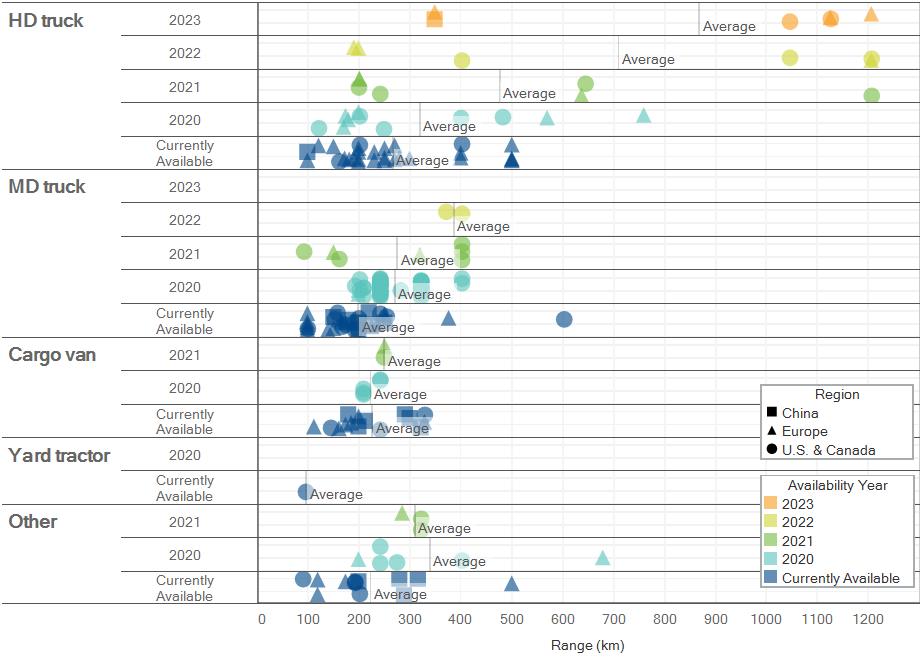 HD truck
2023
Average
2022
Average
2021
Average
2020
Average
Currently
Available
Average
MD truck
2023
2022
Average
2021
Average
2020
Average
Currently
Available
Average
Cargo van
2021
Average
2020
Average
Currently
Available
Average
Yard tractor
2020
Currently
Available
Average
Other
2021
Average
2020
Average
Currently
Available
Average
Region
China
Europe
U.S. & Canada
Availability Year
2023
2022
2021
2020
Currently Available
0 100 200 300 400 500 600 700 800 900 1000 1100 1200
Range (km)